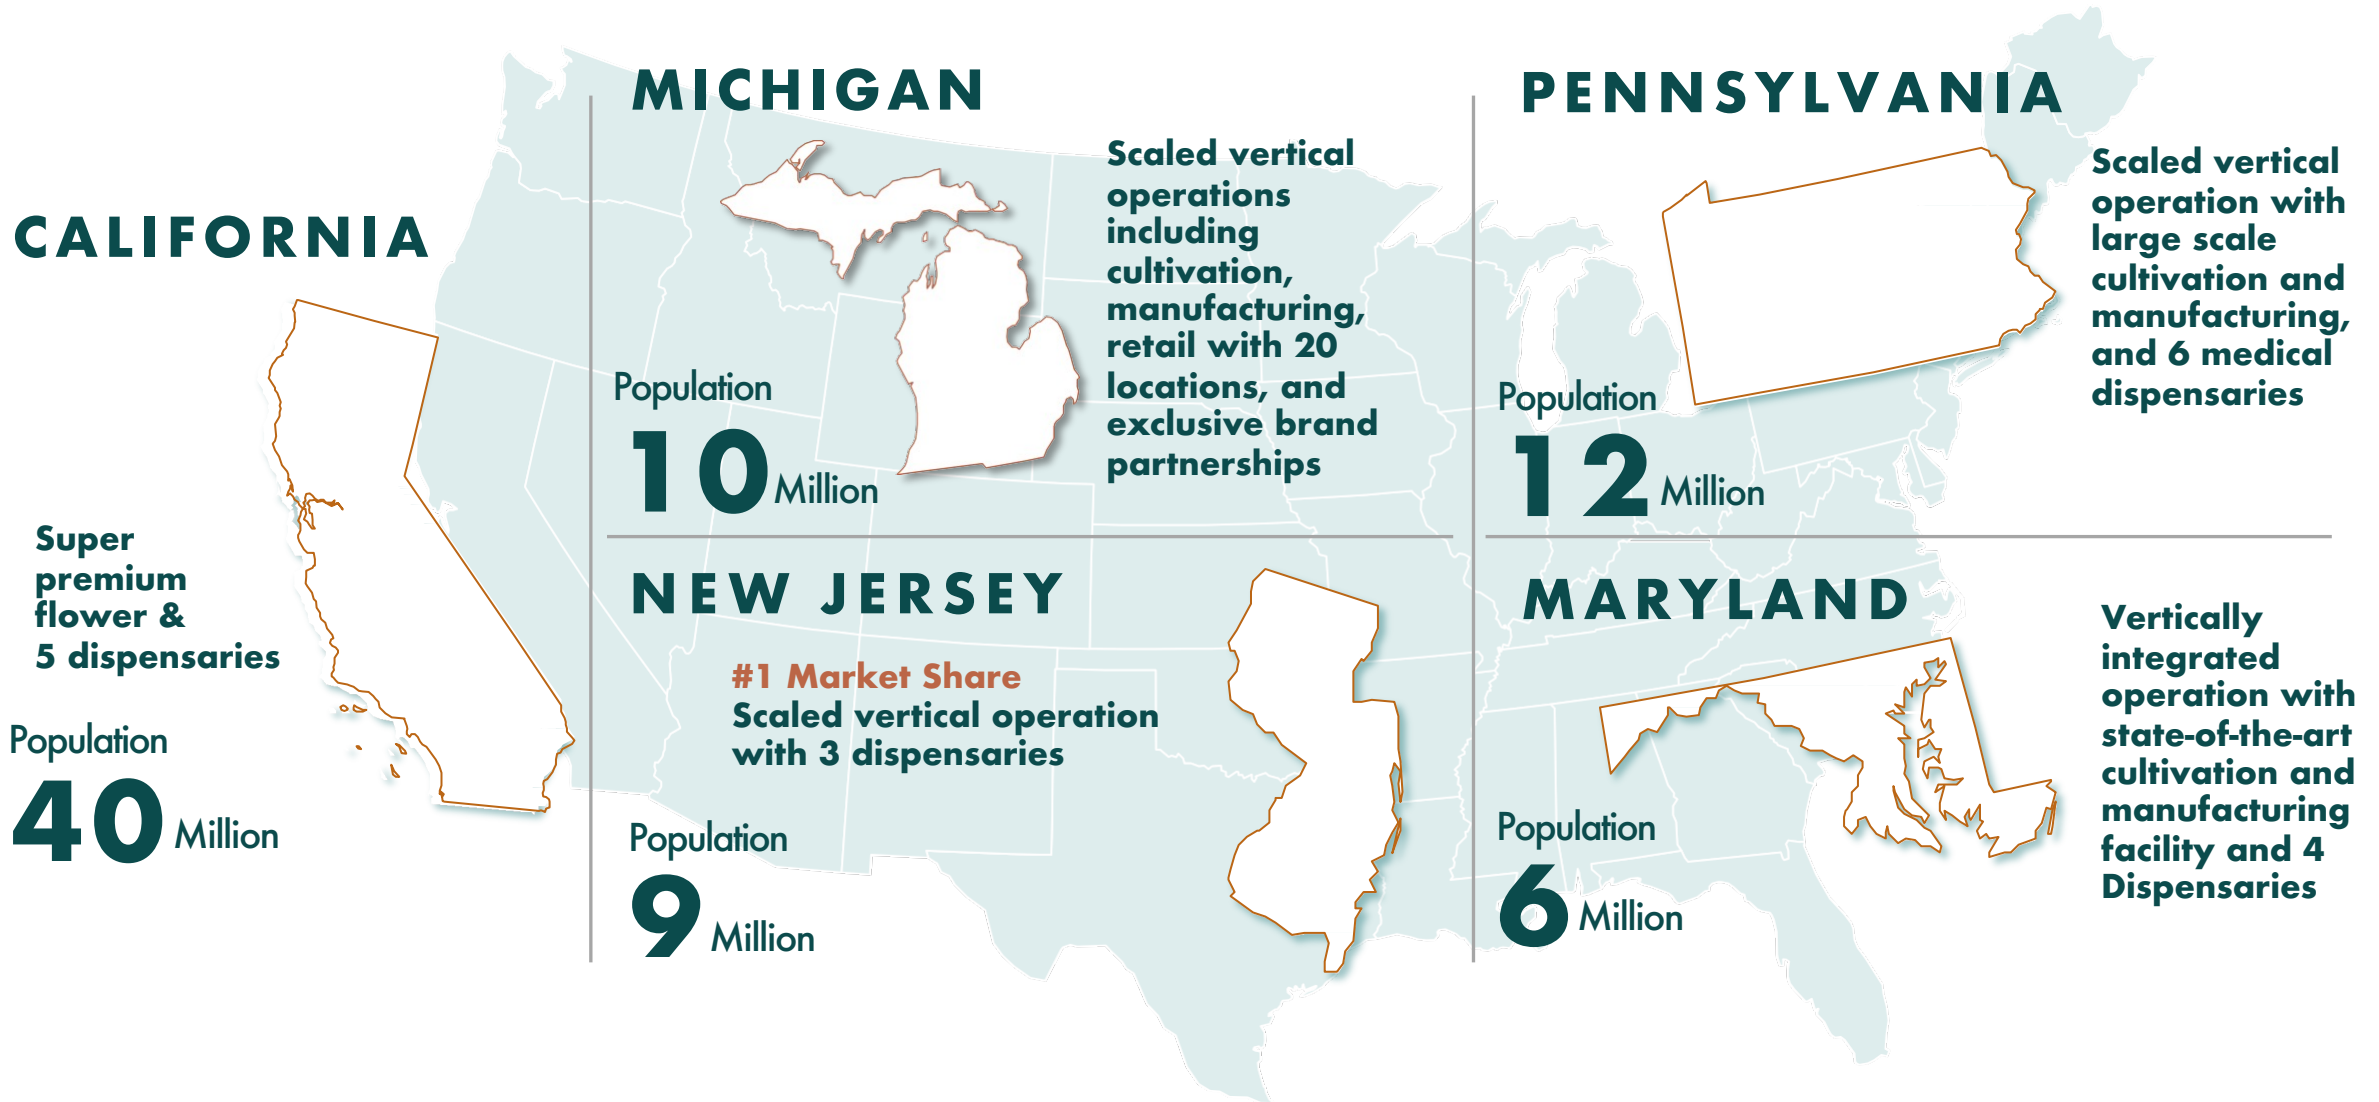 CALIFORNIA
Super
premium
flower &
5 dispensaries
Population
40 Million
MICHIGAN
Scaled vertical
operations
including
cultivation,
manufacturing,
retail with 20
locations, and
exclusive brand
partnerships
Population
10 Million
NEW JERSEY
#1 Market Share
Scaled vertical operation
with 3 dispensaries
Population
9 Million
PENNSYLVANIA
Scaled vertical
operation with
large scale
cultivation and
manufacturing,
and 6 medical
dispensaries
Population
12 Million
MARYLAND
Vertically
integrated
operation with
state-of-the-art
cultivation and
manufacturing
facility and 4
Dispensaries
Population
6 Million